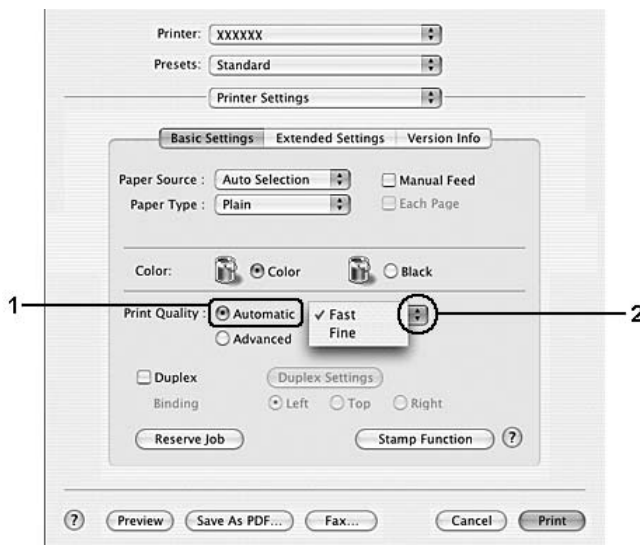 Printer: XXXXXX
Presets: Standard
Printer Settings
Basic Settings Extended Settings Version Info
Paper Source : Auto Selection Manual Feed
Paper Type : Plain Each Page
Color: Color Black
1 Print Quality : Automatic ✓ Fast 2
Fine
Advanced
Duplex Duplex Settings
Binding Left Top Right
Reserve Job Stamp Function ?
? Preview Save As PDF... Fax... Cancel Print